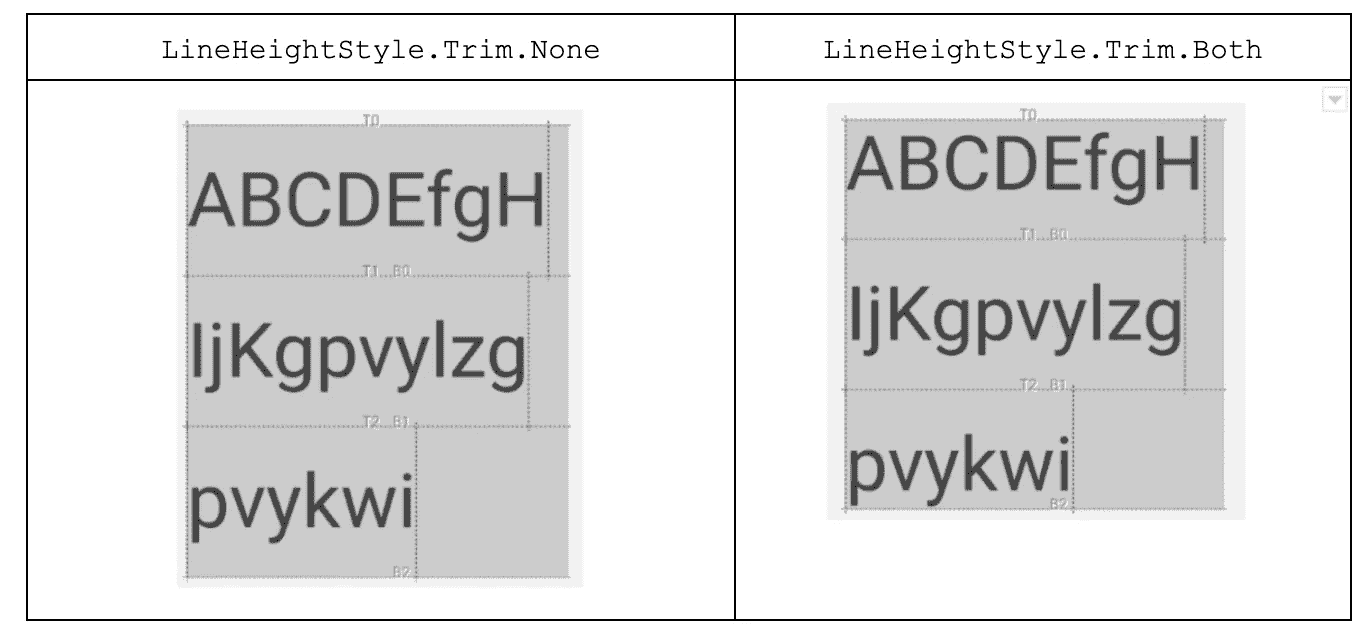 LineHeightStyle.Trim.None
LineHeightStyle.Trim.Both
T0
ABCDEfgH
T1 B0
IjKgpvylzg
T2 B1
pvykwi
B2
T0
ABCDEfgH
T1 B0
IjKgpvylzg
T2 B1
pvykwi
B2